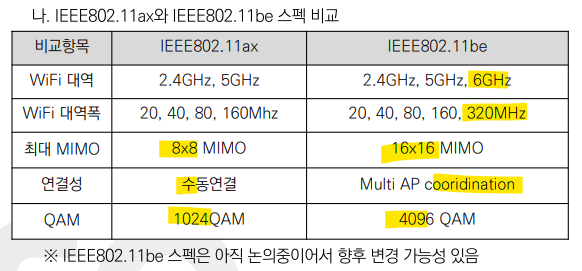 나. IEEE802.11ax와 IEEE802.11be 스펙 비교
비교항목 IEEE802.11ax IEEE802.11be
WiFi 대역 2.4GHz, 5GHz 2.4GHz, 5GHz, 6GHz
WiFi 대역폭 20, 40, 80, 160Mhz 20, 40, 80, 160, 320MHz
최대 MIMO 8x8 MIMO 16x16 MIMO
연결성 수동연결 Multi AP cooridination
QAM 1024QAM 4096 QAM
※ IEEE802.11be 스펙은 아직 논의중이어서 향후 변경 가능성 있음